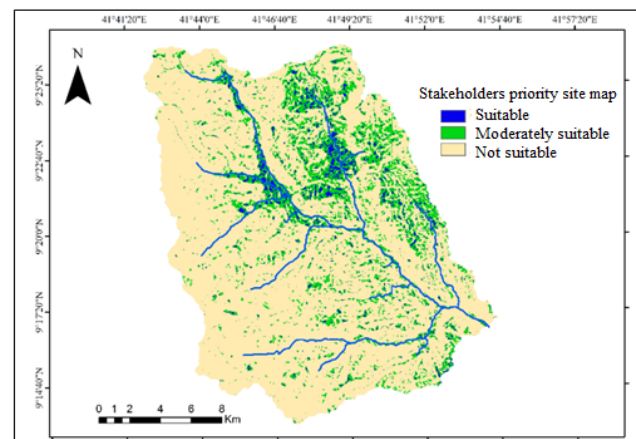 41°41'20"E 41°44'0"E 41°46'40"E 41°49'20"E 41°52'0"E 41°54'40"E 41°57'20"E
N
Stakeholders priority site map
Suitable
Moderately suitable
Not suitable
9°25'20"N
9°22'40"N
9°20'0"N
9°17'20"N
9°14'40"N
0 1 2 4 6 8
Km